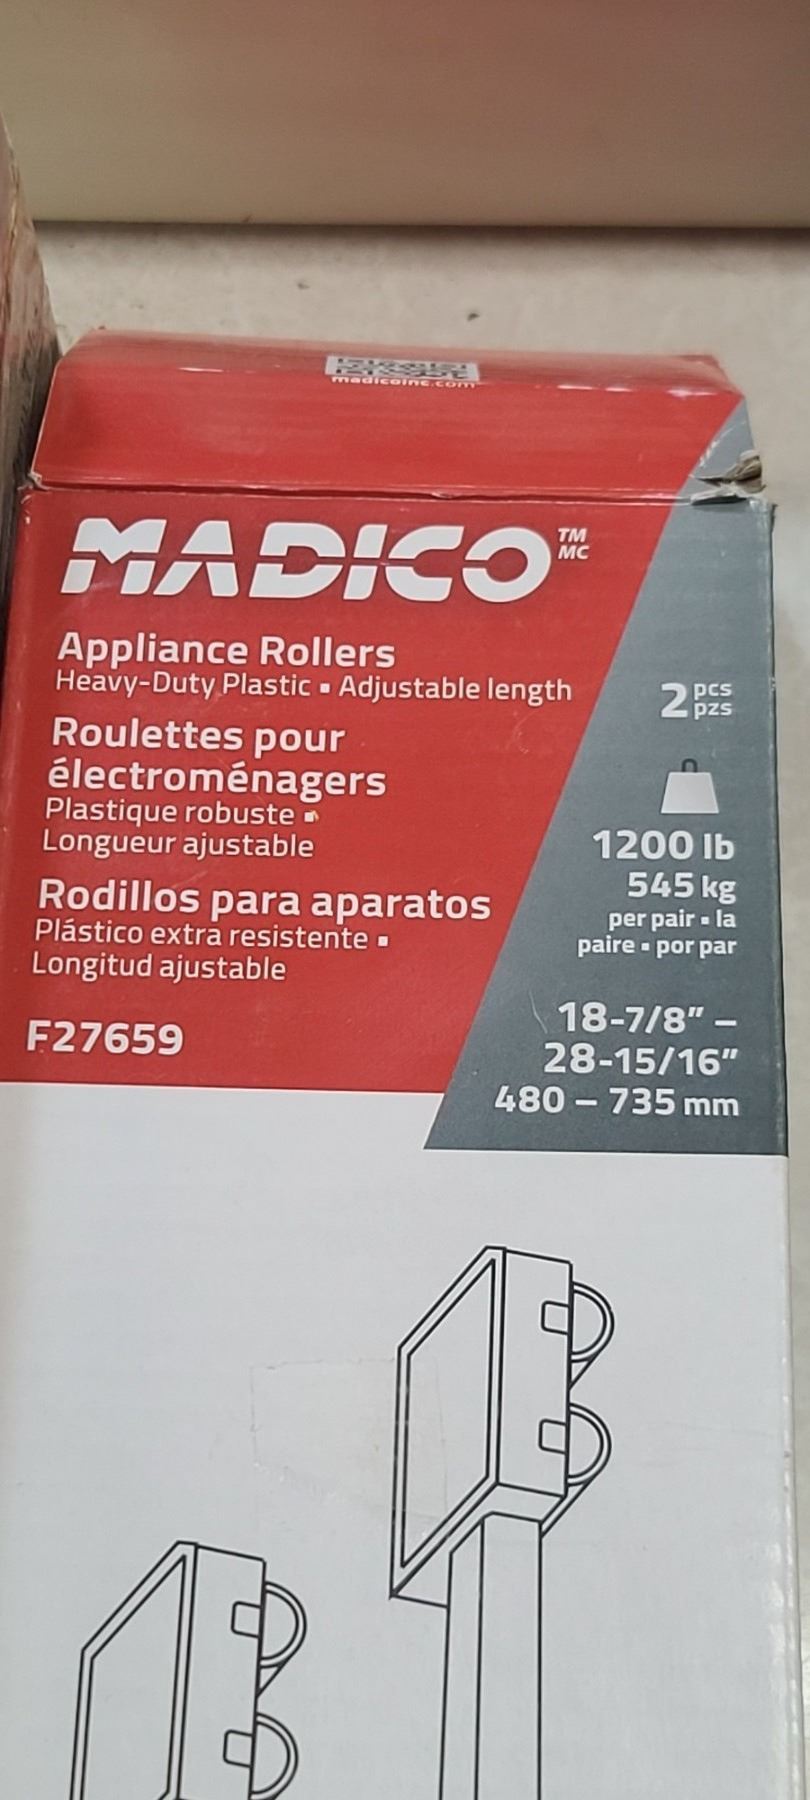 madicoinc.com
MADICO TM MC
Appliance Rollers
Heavy-Duty Plastic ▪ Adjustable length
Roulettes pour
électroménagers
Plastique robuste ▪
Longueur ajustable
Rodillos para aparatos
Plástico extra resistente ▪
Longitud ajustable
F27659
2 pcs pzs
1200 lb
545 kg
per pair ▪ la
paire ▪ por par
18-7/8" –
28-15/16"
480 – 735 mm